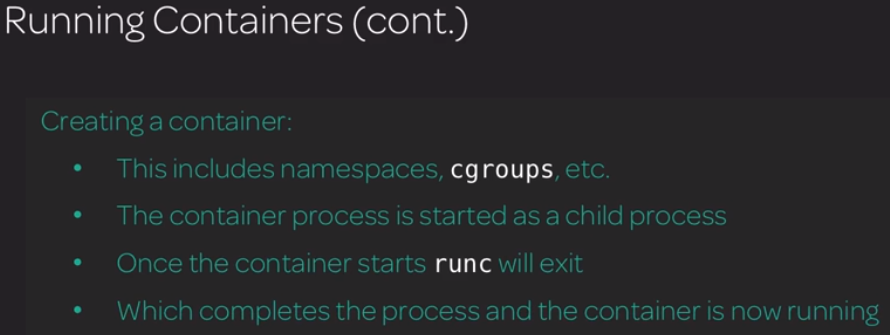 Running Containers (cont.)
Creating a container:
• This includes namespaces, cgroups, etc.
• The container process is started as a child process
• Once the container starts runc will exit
• Which completes the process and the container is now running